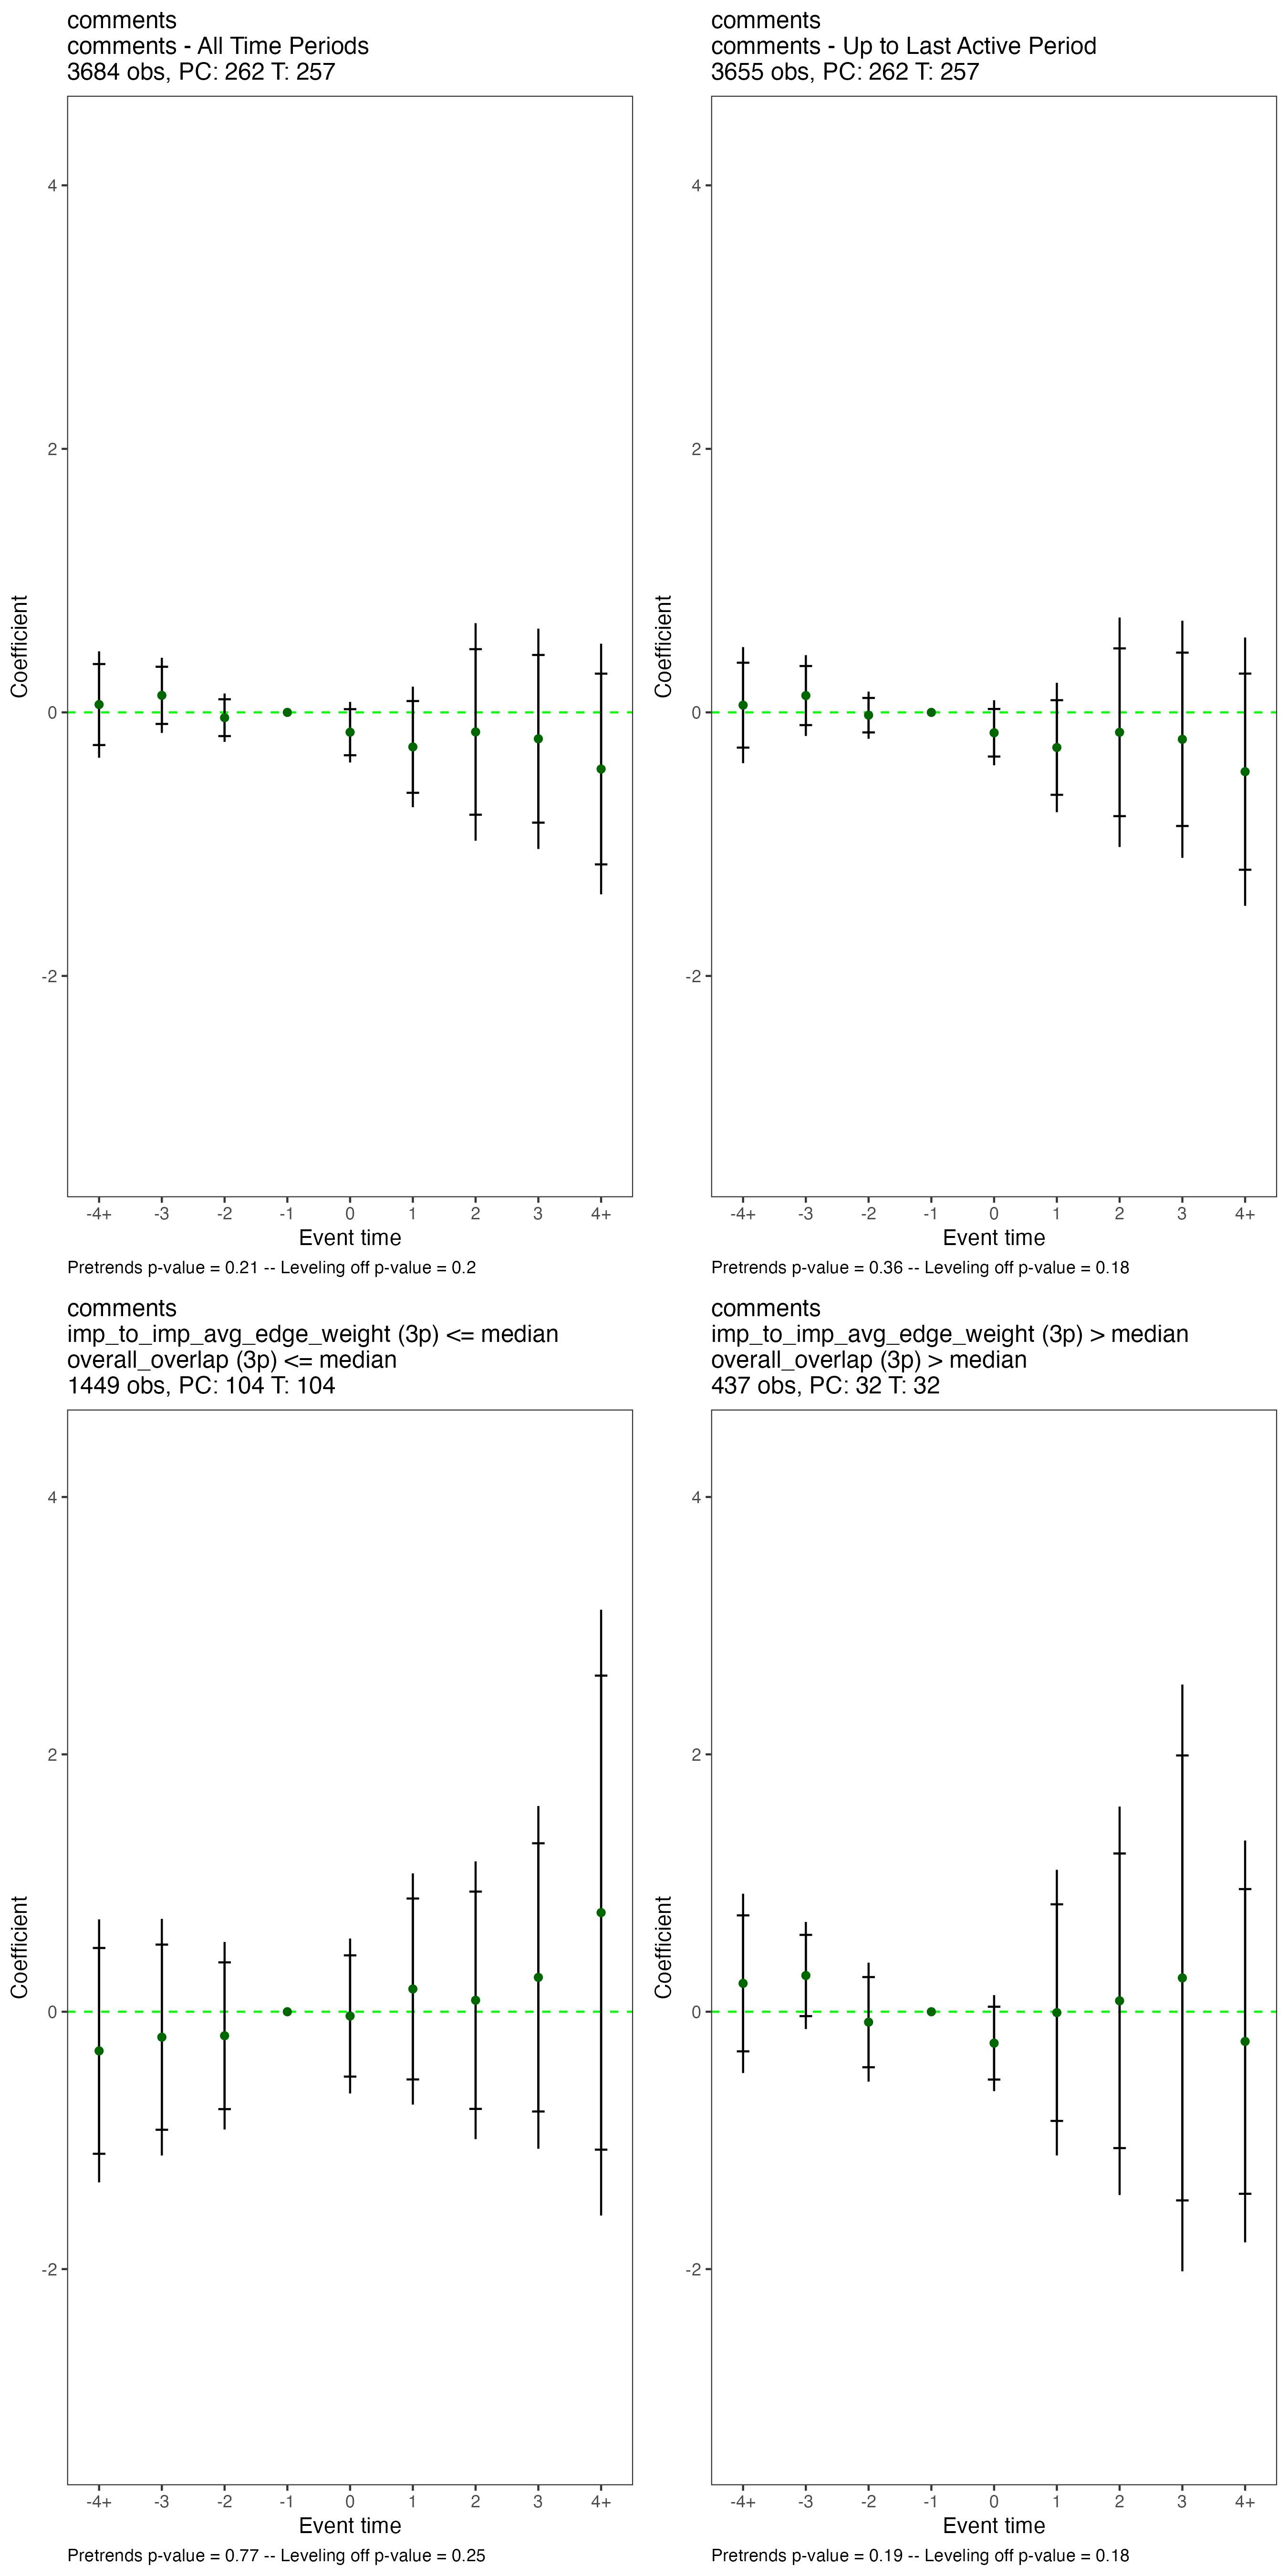 comments
comments - All Time Periods
3684 obs, PC: 262 T: 257
4
2
0
-2
Coefficient
-4+ -3 -2 -1 0 1 2 3 4+
Event time
Pretrends p-value = 0.21 -- Leveling off p-value = 0.2
comments
comments - Up to Last Active Period
3655 obs, PC: 262 T: 257
4
2
0
-2
Coefficient
-4+ -3 -2 -1 0 1 2 3 4+
Event time
Pretrends p-value = 0.36 -- Leveling off p-value = 0.18
comments
imp_to_imp_avg_edge_weight (3p) <= median
overall_overlap (3p) <= median
1449 obs, PC: 104 T: 104
4
2
0
-2
Coefficient
-4+ -3 -2 -1 0 1 2 3 4+
Event time
Pretrends p-value = 0.77 -- Leveling off p-value = 0.25
comments
imp_to_imp_avg_edge_weight (3p) > median
overall_overlap (3p) > median
437 obs, PC: 32 T: 32
4
2
0
-2
Coefficient
-4+ -3 -2 -1 0 1 2 3 4+
Event time
Pretrends p-value = 0.19 -- Leveling off p-value = 0.18